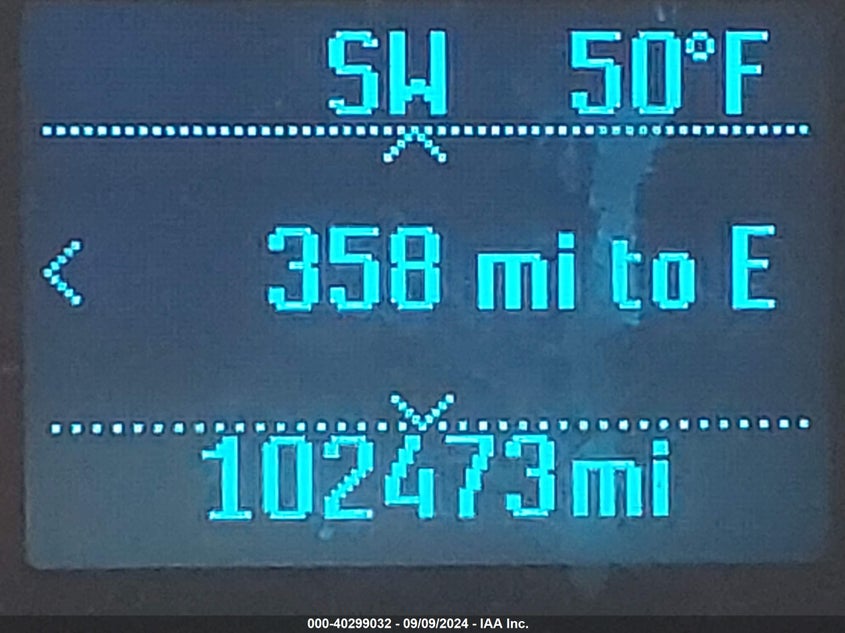 SW 50°F
358 mi to E
102473mi
000-40299032 - 09/09/2024 - IAA Inc.